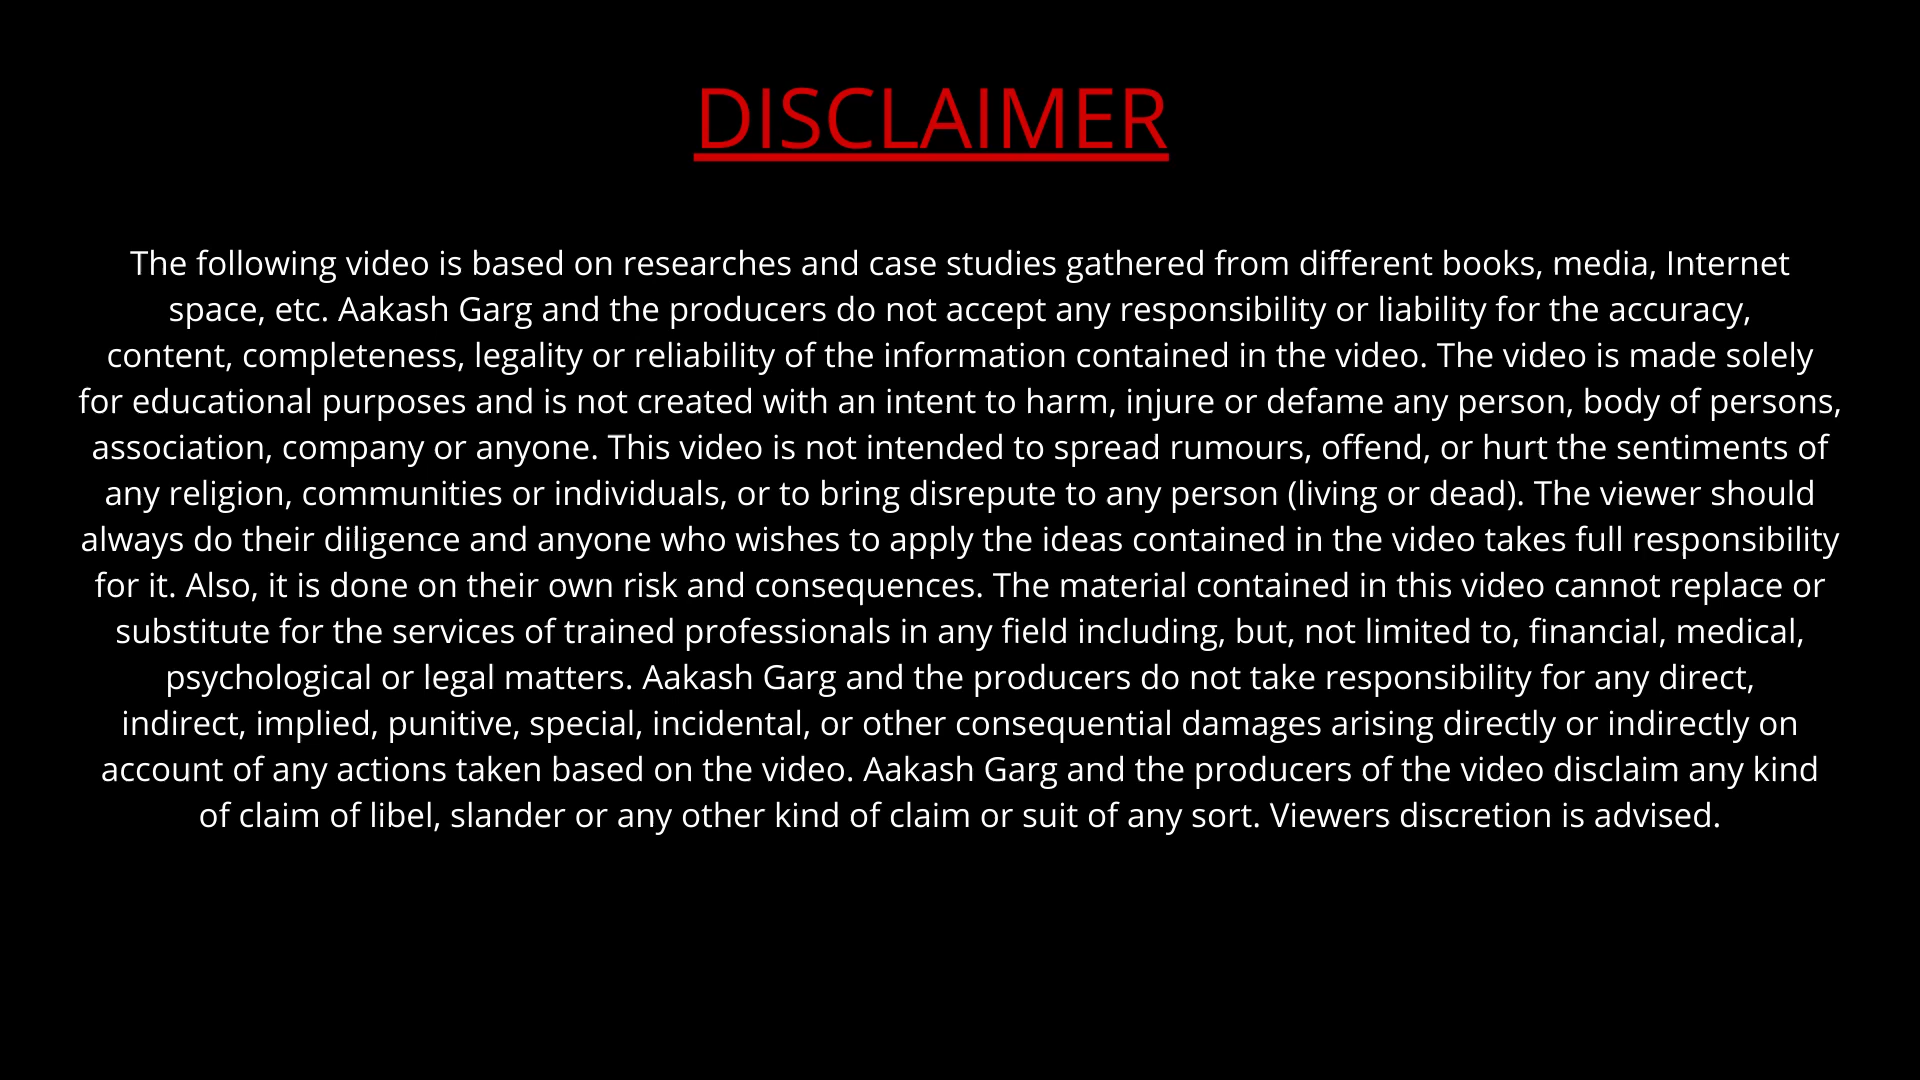 DISCLAIMER
The following video is based on researches and case studies gathered from different books, media, Internet
space, etc. Aakash Garg and the producers do not accept any responsibility or liability for the accuracy,
content, completeness, legality or reliability of the information contained in the video. The video is made solely
for educational purposes and is not created with an intent to harm, injure or defame any person, body of persons,
association, company or anyone. This video is not intended to spread rumours, offend, or hurt the sentiments of
any religion, communities or individuals, or to bring disrepute to any person (living or dead). The viewer should
always do their diligence and anyone who wishes to apply the ideas contained in the video takes full responsibility
for it. Also, it is done on their own risk and consequences. The material contained in this video cannot replace or
substitute for the services of trained professionals in any field including, but, not limited to, financial, medical,
psychological or legal matters. Aakash Garg and the producers do not take responsibility for any direct,
indirect, implied, punitive, special, incidental, or other consequential damages arising directly or indirectly on
account of any actions taken based on the video. Aakash Garg and the producers of the video disclaim any kind
of claim of libel, slander or any other kind of claim or suit of any sort. Viewers discretion is advised.